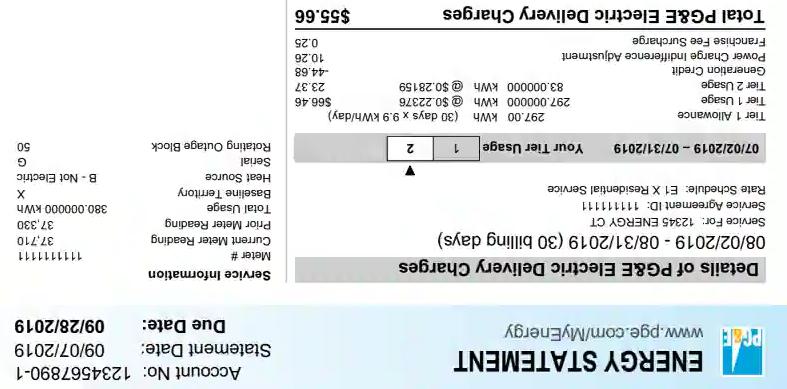 PG&E
ENERGY STATEMENT
www.pge.com/MyEnergy
Account No: 1234567890-1
Statement Date: 09/07/2019
Due Date: 09/28/2019
Details of PG&E Electric Delivery Charges
08/02/2019 - 08/31/2019 (30 billing days)
Service For: 12345 ENERGY CT
Service Agreement ID: 11111111
Rate Schedule: E1 X Residential Service
07/02/2019 – 07/31/2019 Your Tier Usage 1 2
Tier 1 Allowance 297.00 kWh (30 days x 9.9 kWh/day)
Tier 1 Usage 297.000000 kWh @ $0.22376 $66.46
Tier 2 Usage 83.000000 kWh @ $0.28159 23.37
Generation Credit -44.68
Power Charge Indifference Adjustment 10.26
Franchise Fee Surcharge 0.25
Total PG&E Electric Delivery Charges $55.66
Service Information
Meter # 1111111111
Current Meter Reading 37,710
Prior Meter Reading 37,330
Total Usage 380.000000 kWh
Baseline Territory X
Heat Source B - Not Electric
Serial G
Rotating Outage Block 50